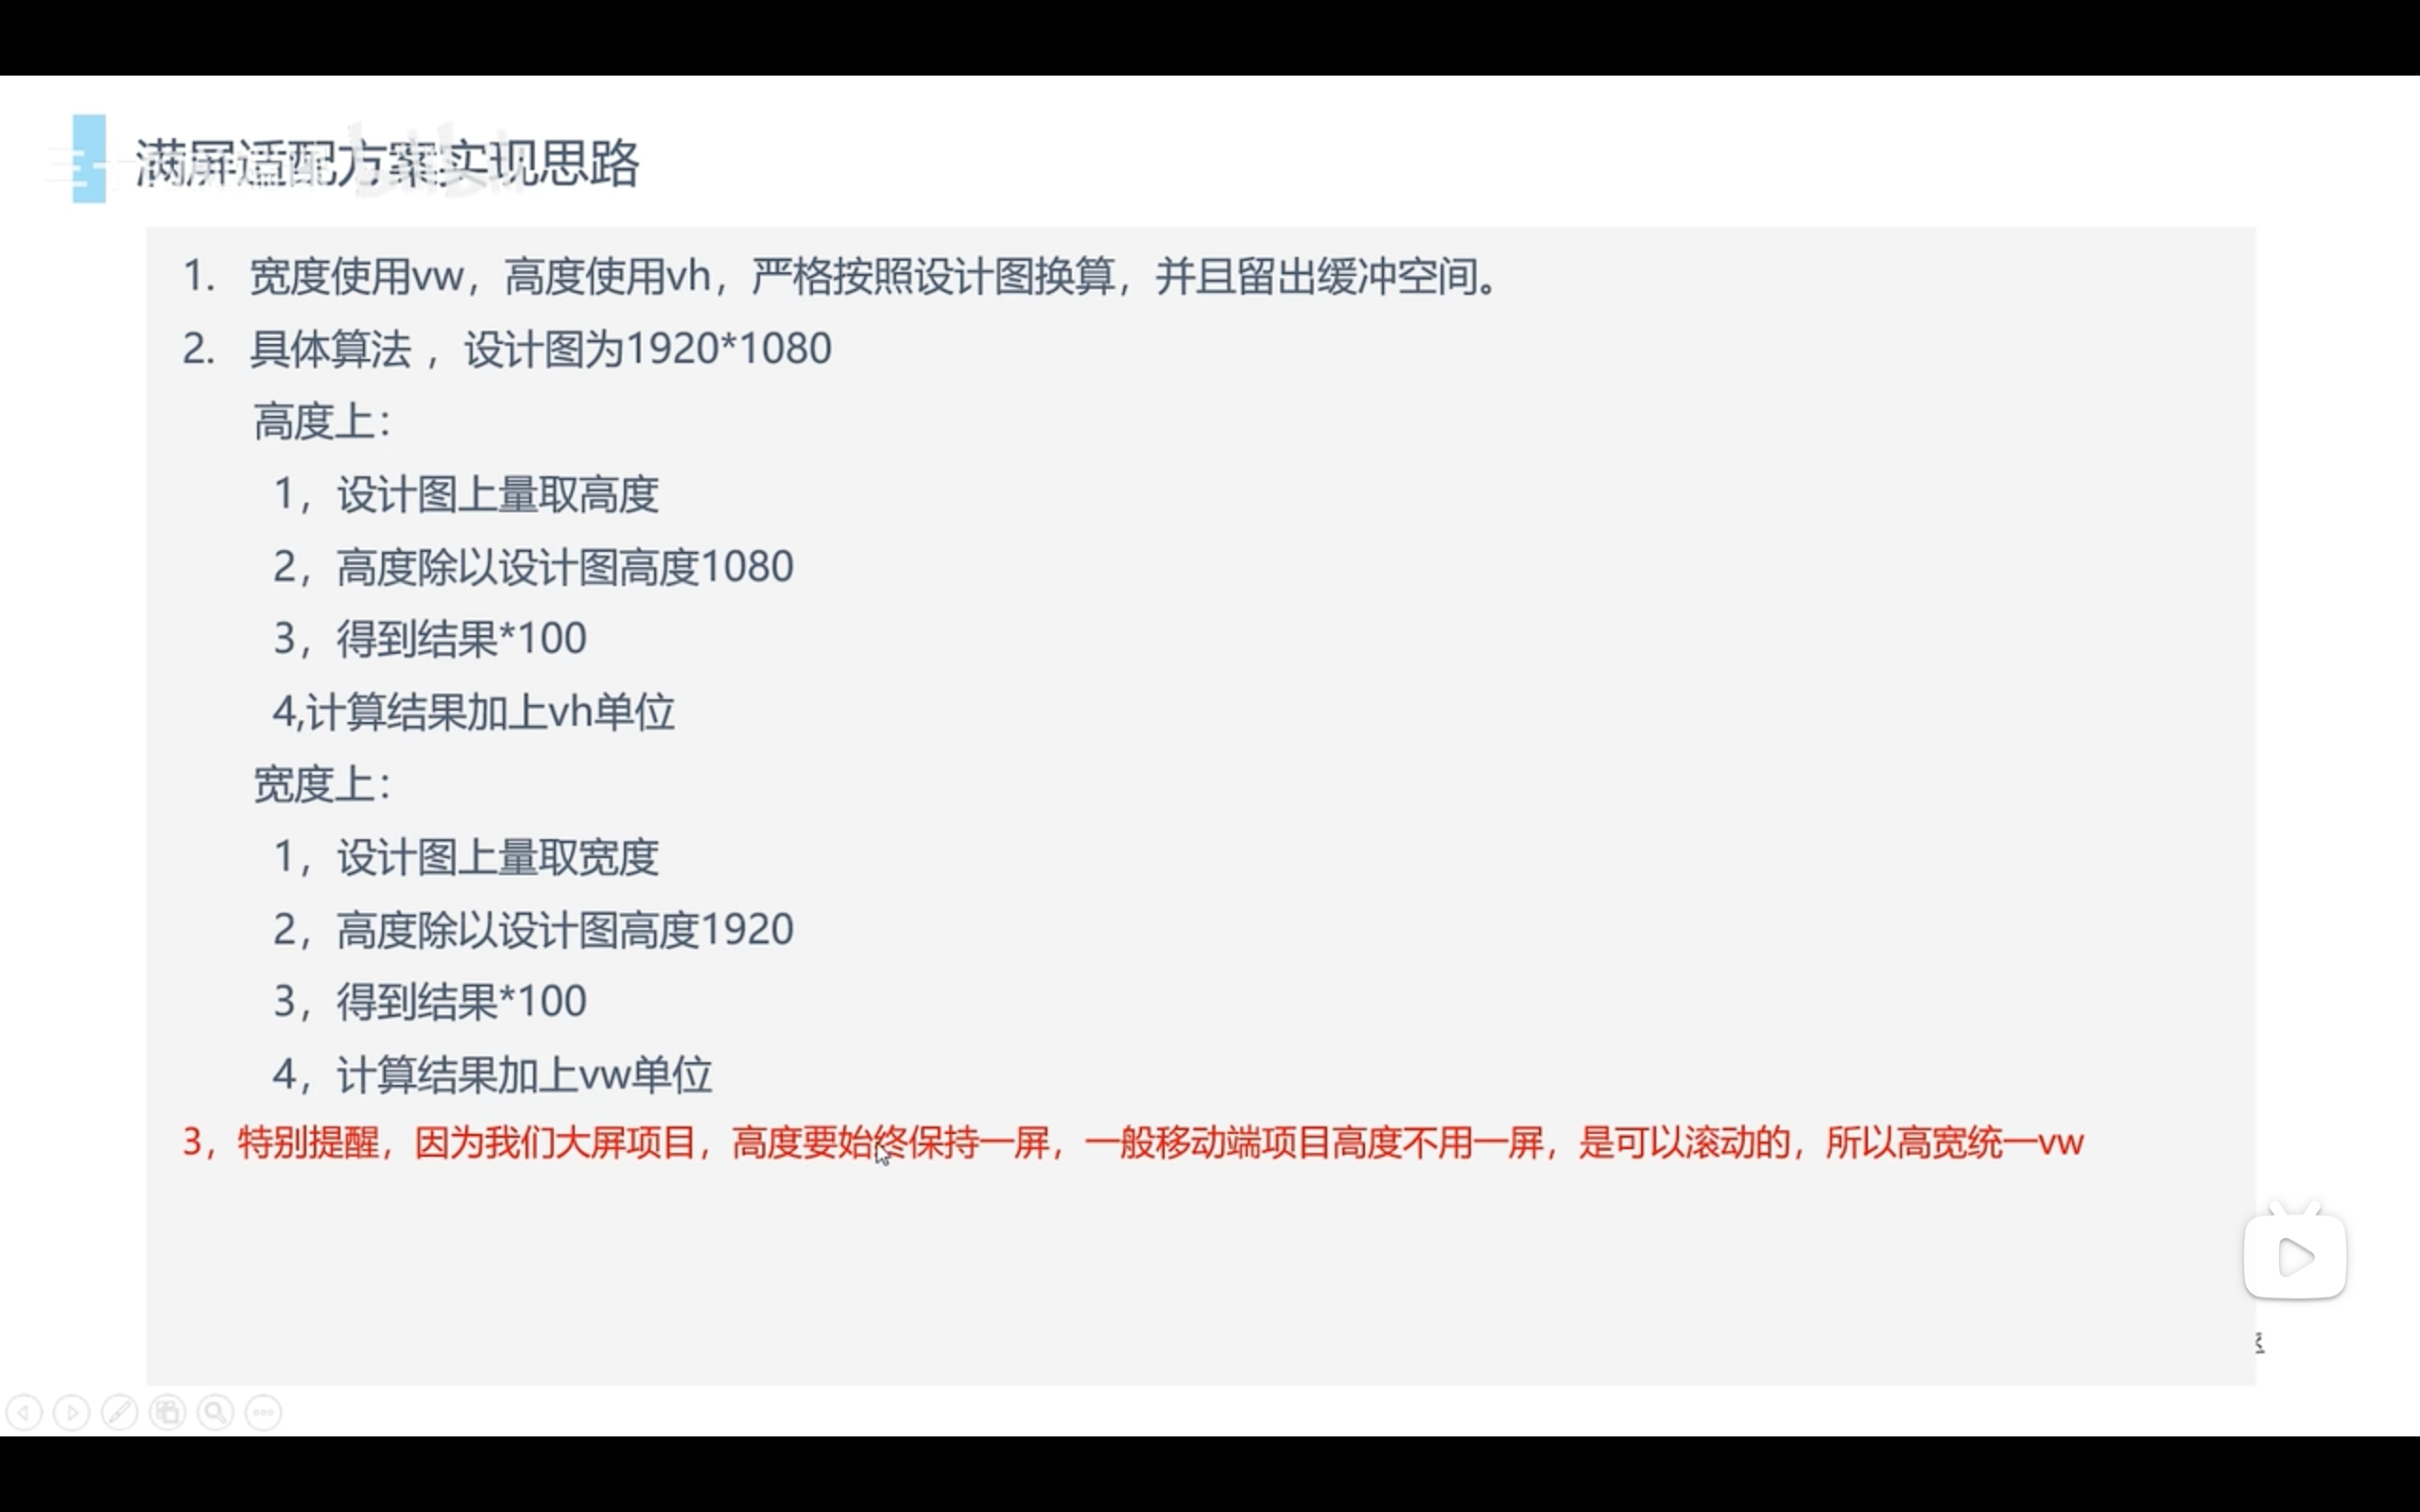 满屏适配方案实现思路
1. 宽度使用vw，高度使用vh，严格按照设计图换算，并且留出缓冲空间。
2. 具体算法 ，设计图为1920*1080
高度上：
1，设计图上量取高度
2，高度除以设计图高度1080
3，得到结果*100
4,计算结果加上vh单位
宽度上：
1，设计图上量取宽度
2，高度除以设计图高度1920
3，得到结果*100
4，计算结果加上vw单位
3，特别提醒，因为我们大屏项目，高度要始终保持一屏，一般移动端项目高度不用一屏，是可以滚动的，所以高宽统一vw